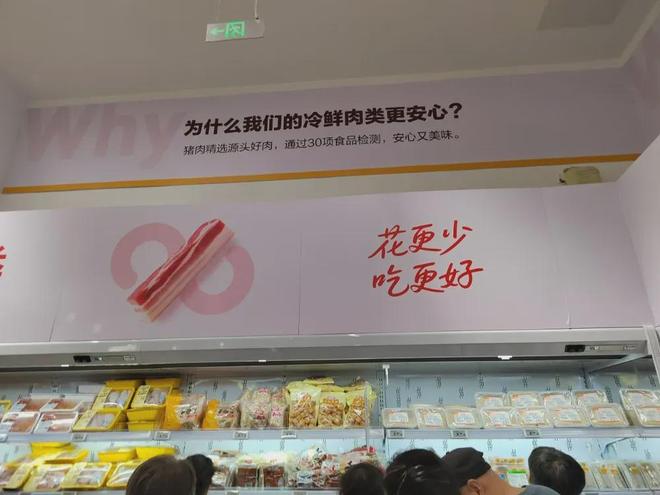 Why
为什么我们的冷鲜肉类更安心?
猪肉精选源头好肉，通过30项食品检测，安心又美味。
花更少
吃更好